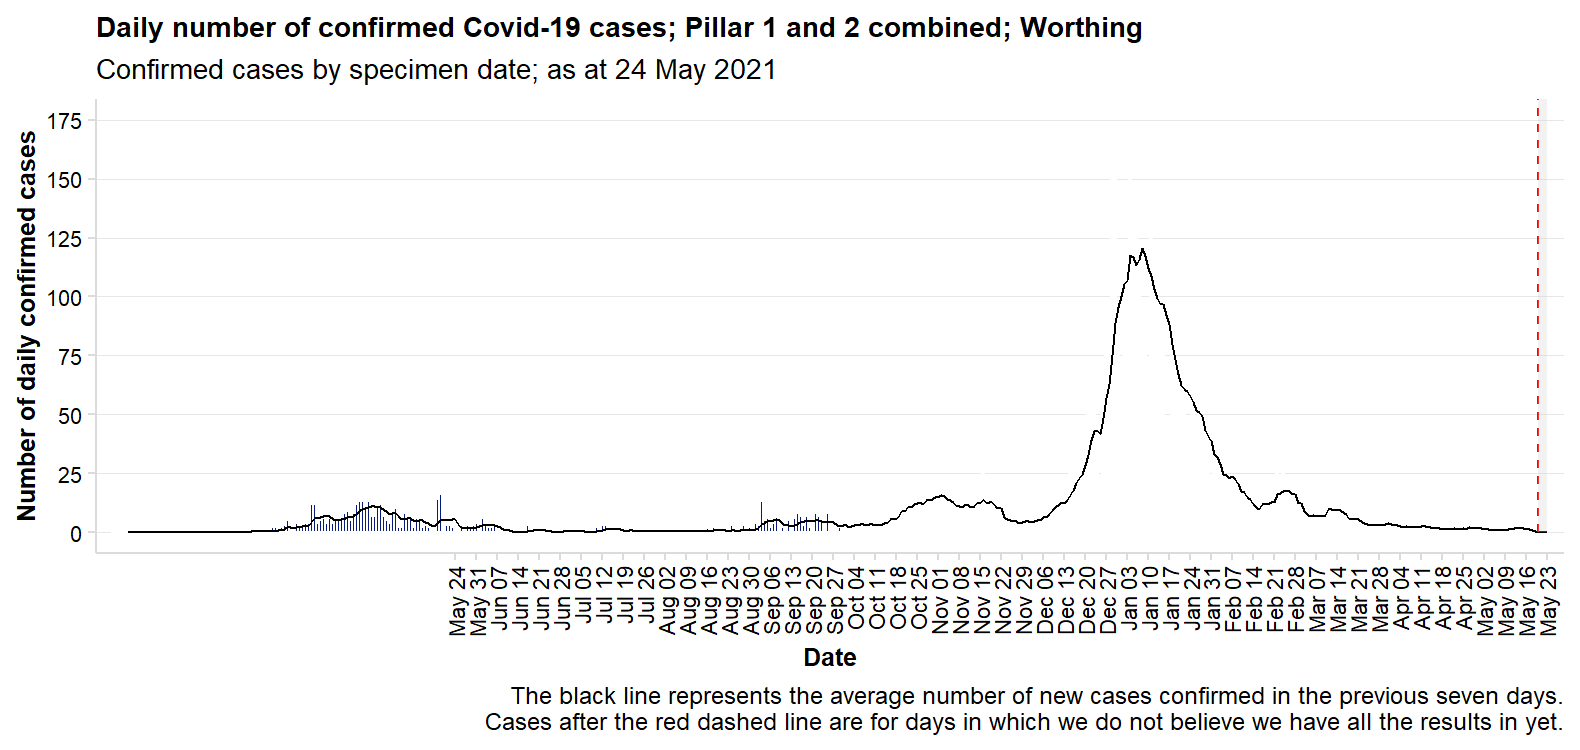 Daily number of confirmed Covid-19 cases; Pillar 1 and 2 combined; Worthing
Confirmed cases by specimen date; as at 24 May 2021
Number of daily confirmed cases
175
150
125
100
75
50
25
0
May 24
May 31
Jun 07
Jun 14
Jun 21
Jun 28
Jul 05
Jul 12
Jul 19
Jul 26
Aug 02
Aug 09
Aug 16
Aug 23
Aug 30
Sep 06
Sep 13
Sep 20
Sep 27
Oct 04
Oct 11
Oct 18
Oct 25
Nov 01
Nov 08
Nov 15
Nov 22
Nov 29
Dec 06
Dec 13
Dec 20
Dec 27
Jan 03
Jan 10
Jan 17
Jan 24
Jan 31
Feb 07
Feb 14
Feb 21
Feb 28
Mar 07
Mar 14
Mar 21
Mar 28
Apr 04
Apr 11
Apr 18
Apr 25
May 02
May 09
May 16
May 23
Date
The black line represents the average number of new cases confirmed in the previous seven days.
Cases after the red dashed line are for days in which we do not believe we have all the results in yet.